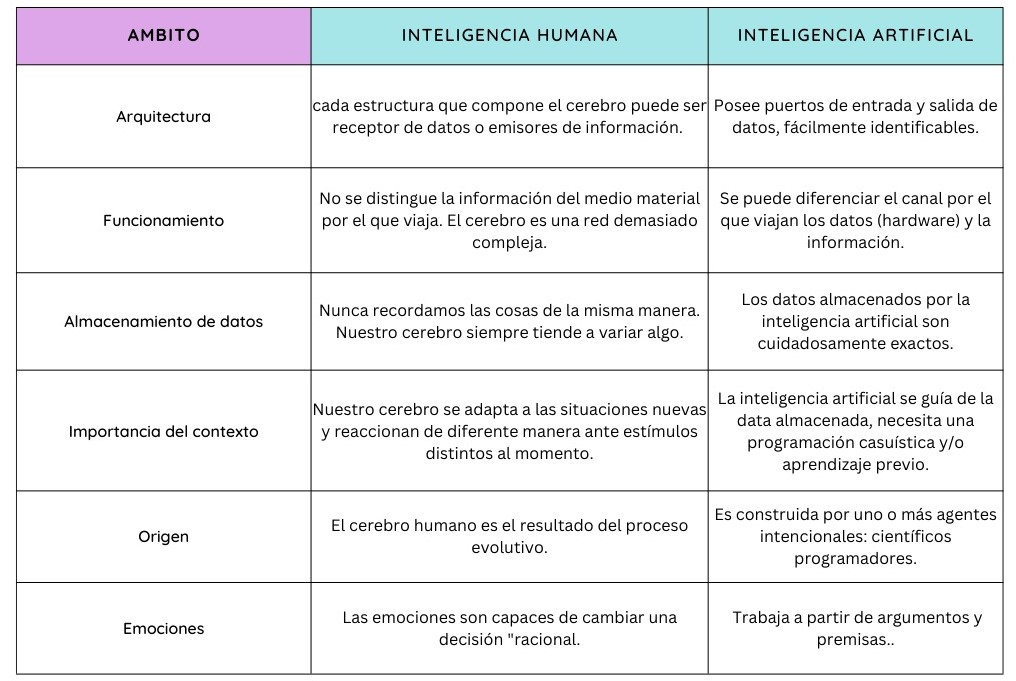 AMBITO
INTELIGENCIA HUMANA
INTELIGENCIA ARTIFICIAL
Arquitectura
cada estructura que compone el cerebro puede ser
receptor de datos o emisores de información.
Posee puertos de entrada y salida de
datos, fácilmente identificables.
Funcionamiento
No se distingue la información del medio material
por el que viaja. El cerebro es una red demasiado
compleja.
Se puede diferenciar el canal por el
que viajan los datos (hardware) y la
información.
Almacenamiento de datos
Nunca recordamos las cosas de la misma manera.
Nuestro cerebro siempre tiende a variar algo.
Los datos almacenados por la
inteligencia artificial son
cuidadosamente exactos.
Importancia del contexto
Nuestro cerebro se adapta a las situaciones nuevas
y reaccionan de diferente manera ante estímulos
distintos al momento.
La inteligencia artificial se guía de la
data almacenada, necesita una
programación casuística y/o
aprendizaje previo.
Origen
El cerebro humano es el resultado del proceso
evolutivo.
Es construida por uno o más agentes
intencionales: científicos
programadores.
Emociones
Las emociones son capaces de cambiar una
decisión "racional.
Trabaja a partir de argumentos y
premisas..